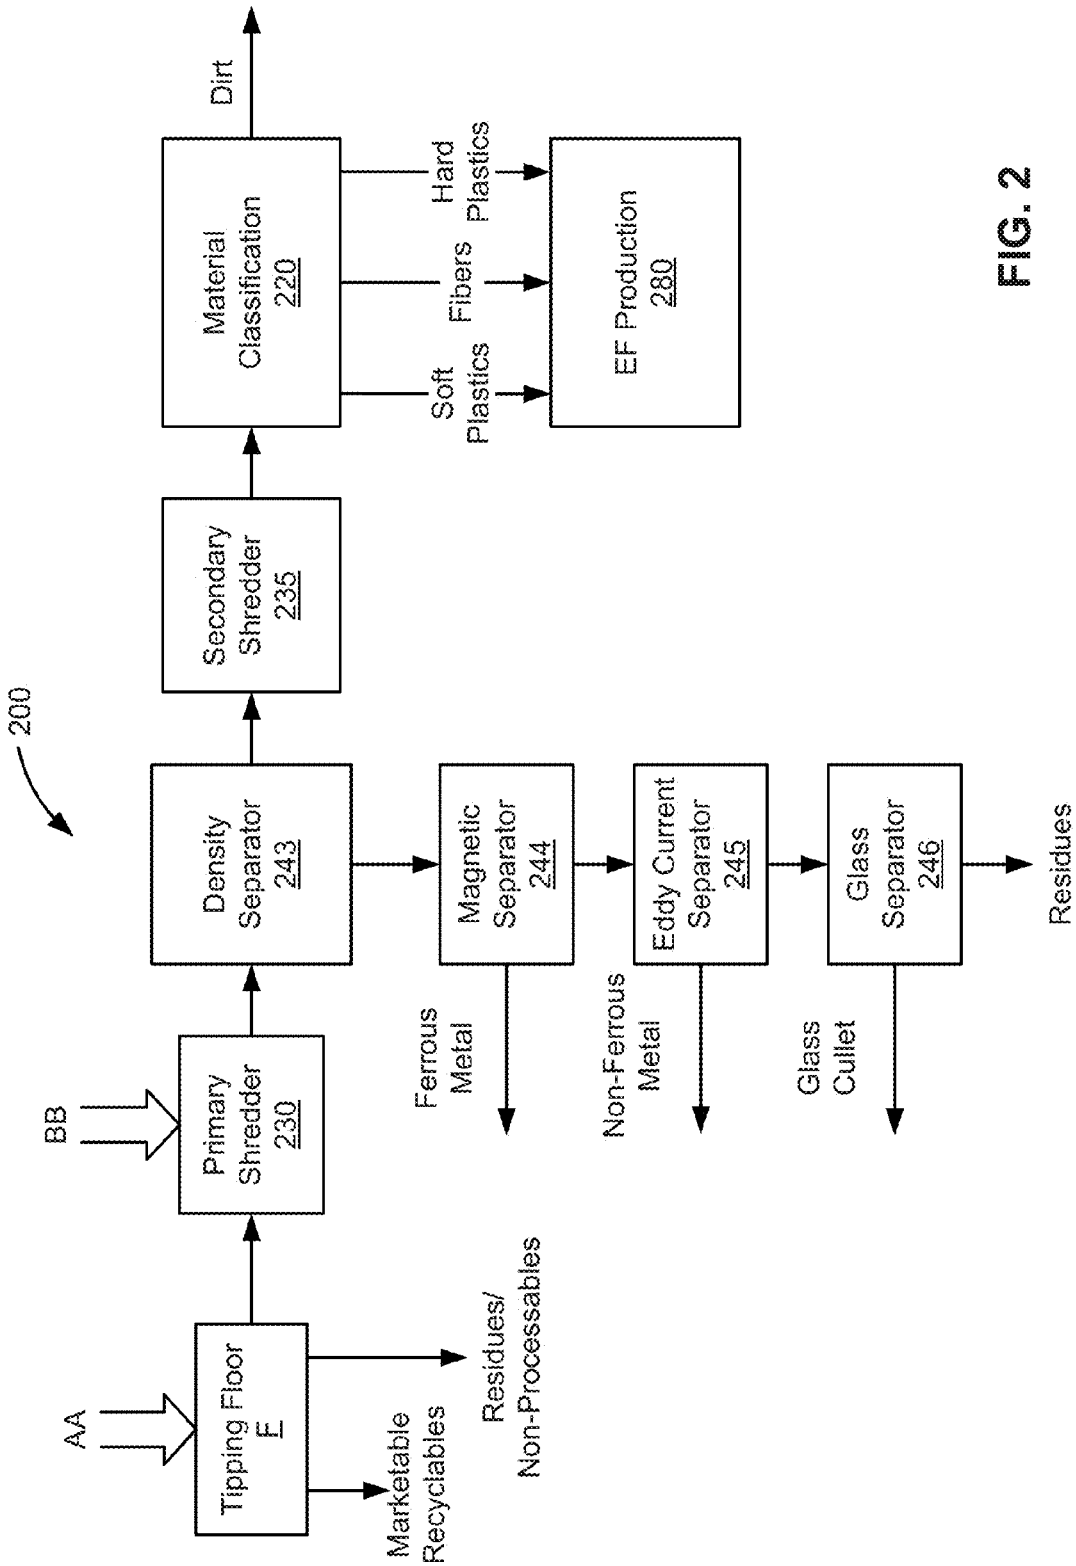 200
AA
BB
Tipping Floor
F
Primary
Shredder
230
Density
Separator
243
Secondary
Shredder
235
Material
Classification
220
Dirt
Marketable
Recyclables
Residues/
Non-Processables
Ferrous
Metal
Magnetic
Separator
244
Soft
Plastics
Fibers
Hard
Plastics
Non-Ferrous
Metal
Eddy Current
Separator
245
EF Production
280
Glass
Cullet
Glass
Separator
246
Residues
FIG. 2